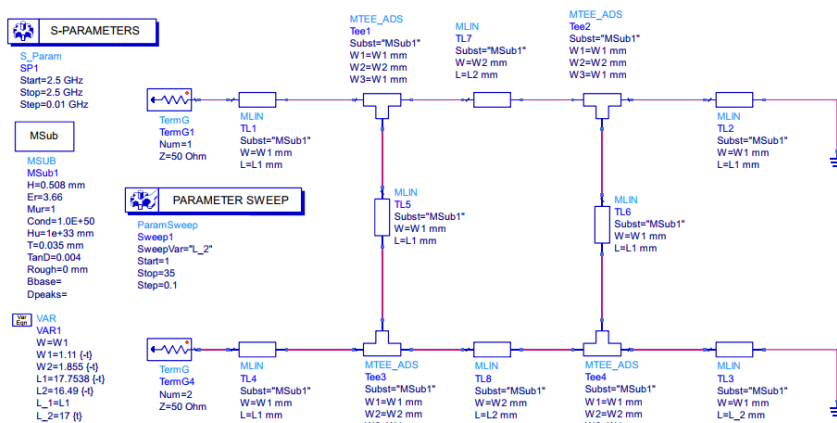 S-PARAMETERS
S_Param
SP1
Start=2.5 GHz
Stop=2.5 GHz
Step=0.01 GHz
MSub
MSUB
MSub1
H=0.508 mm
Er=3.66
Mur=1
Cond=1.0E+50
Hu=1e+33 mm
T=0.035 mm
TanD=0.004
Rough=0 mm
Bbase=
Dpeaks=
Var
Eqn
VAR
VAR1
W=W1
W1=1.11 {-t}
W2=1.855 {-t}
L1=17.7538 {-t}
L2=16.49 {-t}
L_1=L1
L_2=17 {t}
TermG
TermG1
Num=1
Z=50 Ohm
MLIN
TL1
Subst="MSub1"
W=W1 mm
L=L1 mm
MTEE_ADS
Tee1
Subst="MSub1"
W1=W1 mm
W2=W2 mm
W3=W1 mm
MLIN
TL7
Subst="MSub1"
W=W2 mm
L=L2 mm
MTEE_ADS
Tee2
Subst="MSub1"
W1=W1 mm
W2=W2 mm
W3=W1 mm
MLIN
TL2
Subst="MSub1"
W=W1 mm
L=L1 mm
PARAMETER SWEEP
ParamSweep
Sweep1
SweepVar="L_2"
Start=1
Stop=35
Step=0.1
MLIN
TL5
Subst="MSub1"
W=W1 mm
L=L1 mm
MLIN
TL6
Subst="MSub1"
W=W1 mm
L=L1 mm
TermG
TermG4
Num=2
Z=50 Ohm
MLIN
TL4
Subst="MSub1"
W=W1 mm
L=L1 mm
MTEE_ADS
Tee3
Subst="MSub1"
W1=W1 mm
W2=W2 mm
MLIN
TL8
Subst="MSub1"
W=W2 mm
L=L2 mm
MTEE_ADS
Tee4
Subst="MSub1"
W1=W1 mm
W2=W2 mm
MLIN
TL3
Subst="MSub1"
W=W1 mm
L=L_2 mm